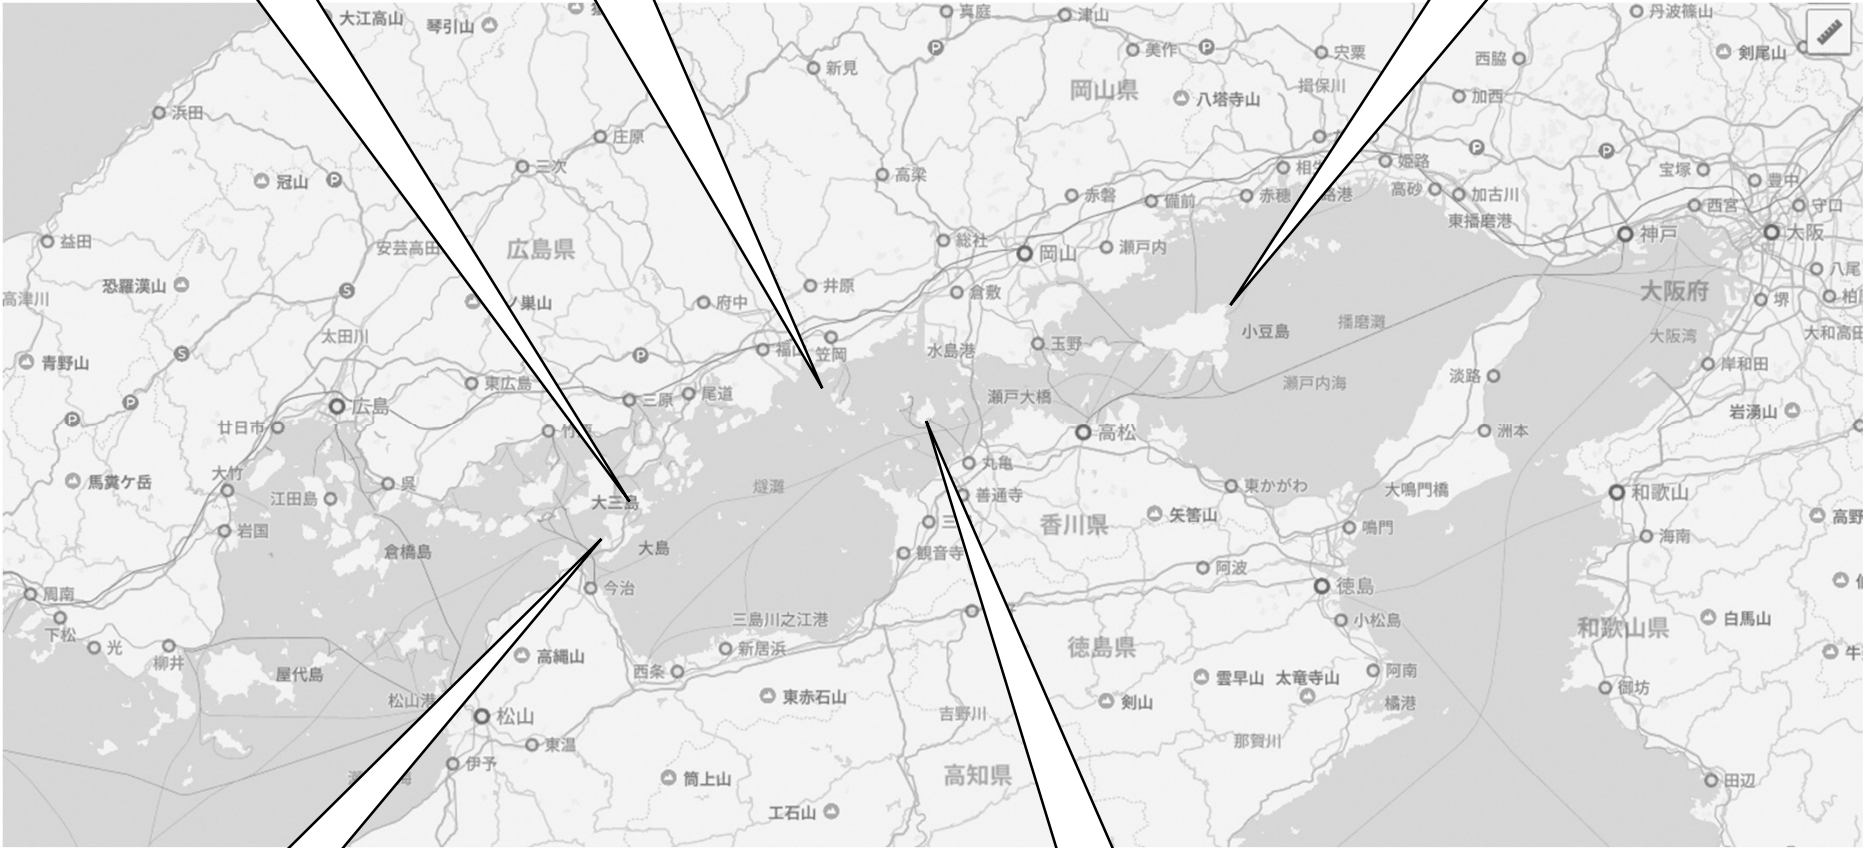 大江高山
琴引山
真庭
津山
丹波篠山
剣尾山
美作
宍粟
西脇
新見
岡山県
八塔寺山
揖保川
加西
浜田
庄原
三次
冠山
高梁
赤磐
備前
赤穂
姫路
高砂
加古川
東播磨港
宝塚
豊中
西宮
守口
益田
安芸高田
広島県
総社
岡山
瀬戸内
神戸
大阪
八尾
恐羅漢山
高津川
井原
府中
倉敷
大阪府
堺
太田川
小豆島
播磨灘
大阪湾
大和高田
青野山
福山
笠岡
水島港
玉野
岸和田
東広島
三原
尾道
瀬戸大橋
瀬戸内海
淡路
岩湧山
広島
廿日市
高松
洲本
大竹
馬糞ケ岳
江田島
呉
大三島
燧灘
丸亀
善通寺
東かがわ
大鳴門橋
和歌山
岩国
倉橋島
大島
観音寺
香川県
矢筈山
鳴門
海南
周南
下松
光
柳井
今治
三島川之江港
阿波
徳島
小松島
和歌山県
白馬山
屋代島
高縄山
西条
新居浜
徳島県
雲早山
太竜寺山
阿南
橘港
御坊
松山港
松山
東赤石山
吉野川
剣山
那賀川
東温
伊予
筒上山
高知県
工石山
田辺